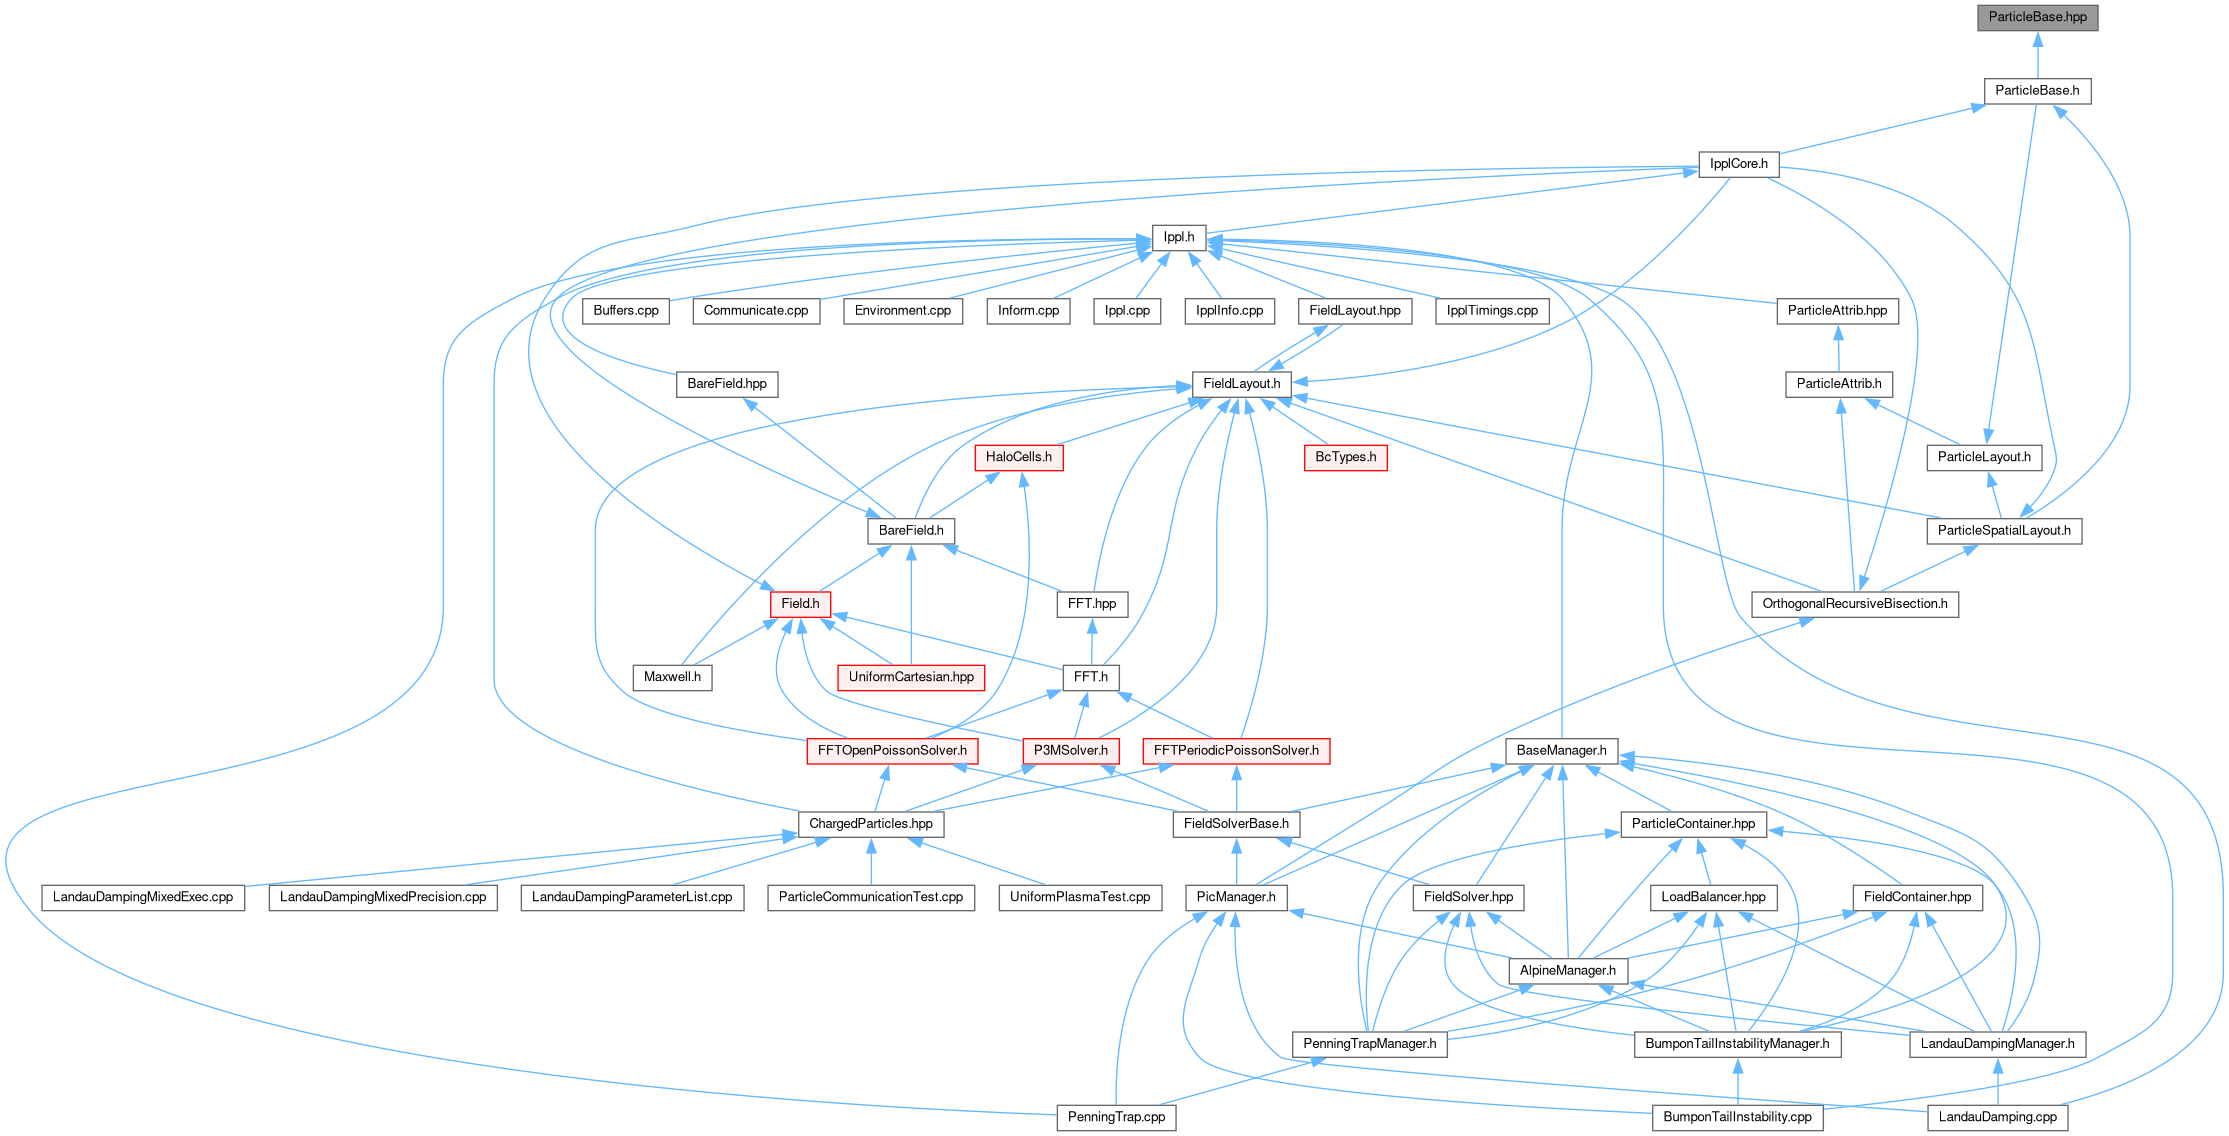 ParticleBase.hpp
ParticleBase.h
IpplCore.h
Ippl.h
Buffers.cpp
Communicate.cpp
Environment.cpp
Inform.cpp
Ippl.cpp
IpplInfo.cpp
FieldLayout.hpp
IpplTimings.cpp
ParticleAttrib.hpp
BareField.hpp
FieldLayout.h
ParticleAttrib.h
HaloCells.h
BcTypes.h
ParticleLayout.h
BareField.h
ParticleSpatialLayout.h
Field.h
FFT.hpp
OrthogonalRecursiveBisection.h
Maxwell.h
UniformCartesian.hpp
FFT.h
FFTOpenPoissonSolver.h
P3MSolver.h
FFTPeriodicPoissonSolver.h
BaseManager.h
ChargedParticles.hpp
FieldSolverBase.h
ParticleContainer.hpp
LandauDampingMixedExec.cpp
LandauDampingMixedPrecision.cpp
LandauDampingParameterList.cpp
ParticleCommunicationTest.cpp
UniformPlasmaTest.cpp
PicManager.h
FieldSolver.hpp
LoadBalancer.hpp
FieldContainer.hpp
AlpineManager.h
PenningTrapManager.h
BumponTailInstabilityManager.h
LandauDampingManager.h
PenningTrap.cpp
BumponTailInstability.cpp
LandauDamping.cpp